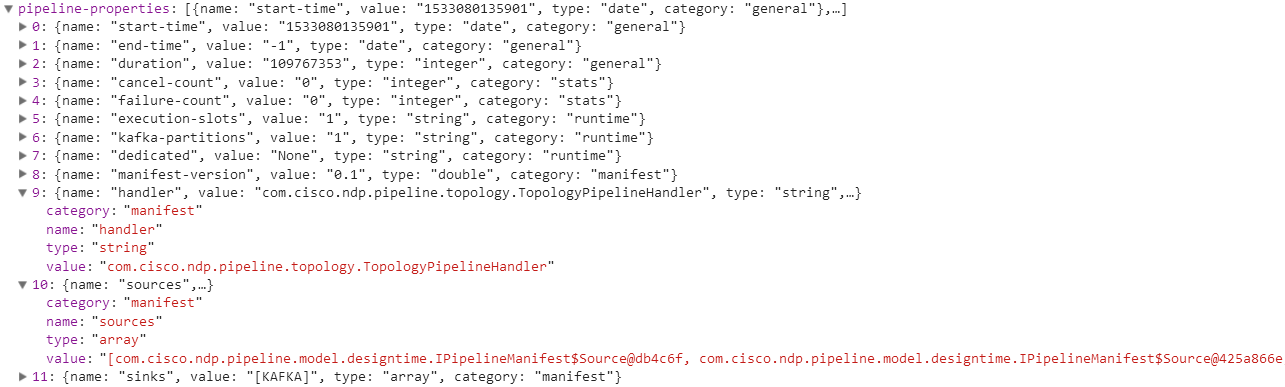 pipeline-properties: [{name: "start-time", value: "1533080135901", type: "date", category: "general"},…]
0: {name: "start-time", value: "1533080135901", type: "date", category: "general"}
1: {name: "end-time", value: "-1", type: "date", category: "general"}
2: {name: "duration", value: "109767353", type: "integer", category: "general"}
3: {name: "cancel-count", value: "0", type: "integer", category: "stats"}
4: {name: "failure-count", value: "0", type: "integer", category: "stats"}
5: {name: "execution-slots", value: "1", type: "string", category: "runtime"}
6: {name: "kafka-partitions", value: "1", type: "string", category: "runtime"}
7: {name: "dedicated", value: "None", type: "string", category: "runtime"}
8: {name: "manifest-version", value: "0.1", type: "double", category: "manifest"}
9: {name: "handler", value: "com.cisco.ndp.pipeline.topology.TopologyPipelineHandler", type: "string",…}
category: "manifest"
name: "handler"
type: "string"
value: "com.cisco.ndp.pipeline.topology.TopologyPipelineHandler"
10: {name: "sources",…}
category: "manifest"
name: "sources"
type: "array"
value: "[com.cisco.ndp.pipeline.model.designtime.IPipelineManifest$Source@db4c6f, com.cisco.ndp.pipeline.model.designtime.IPipelineManifest$Source@425a866e
11: {name: "sinks", value: "[KAFKA]", type: "array", category: "manifest"}